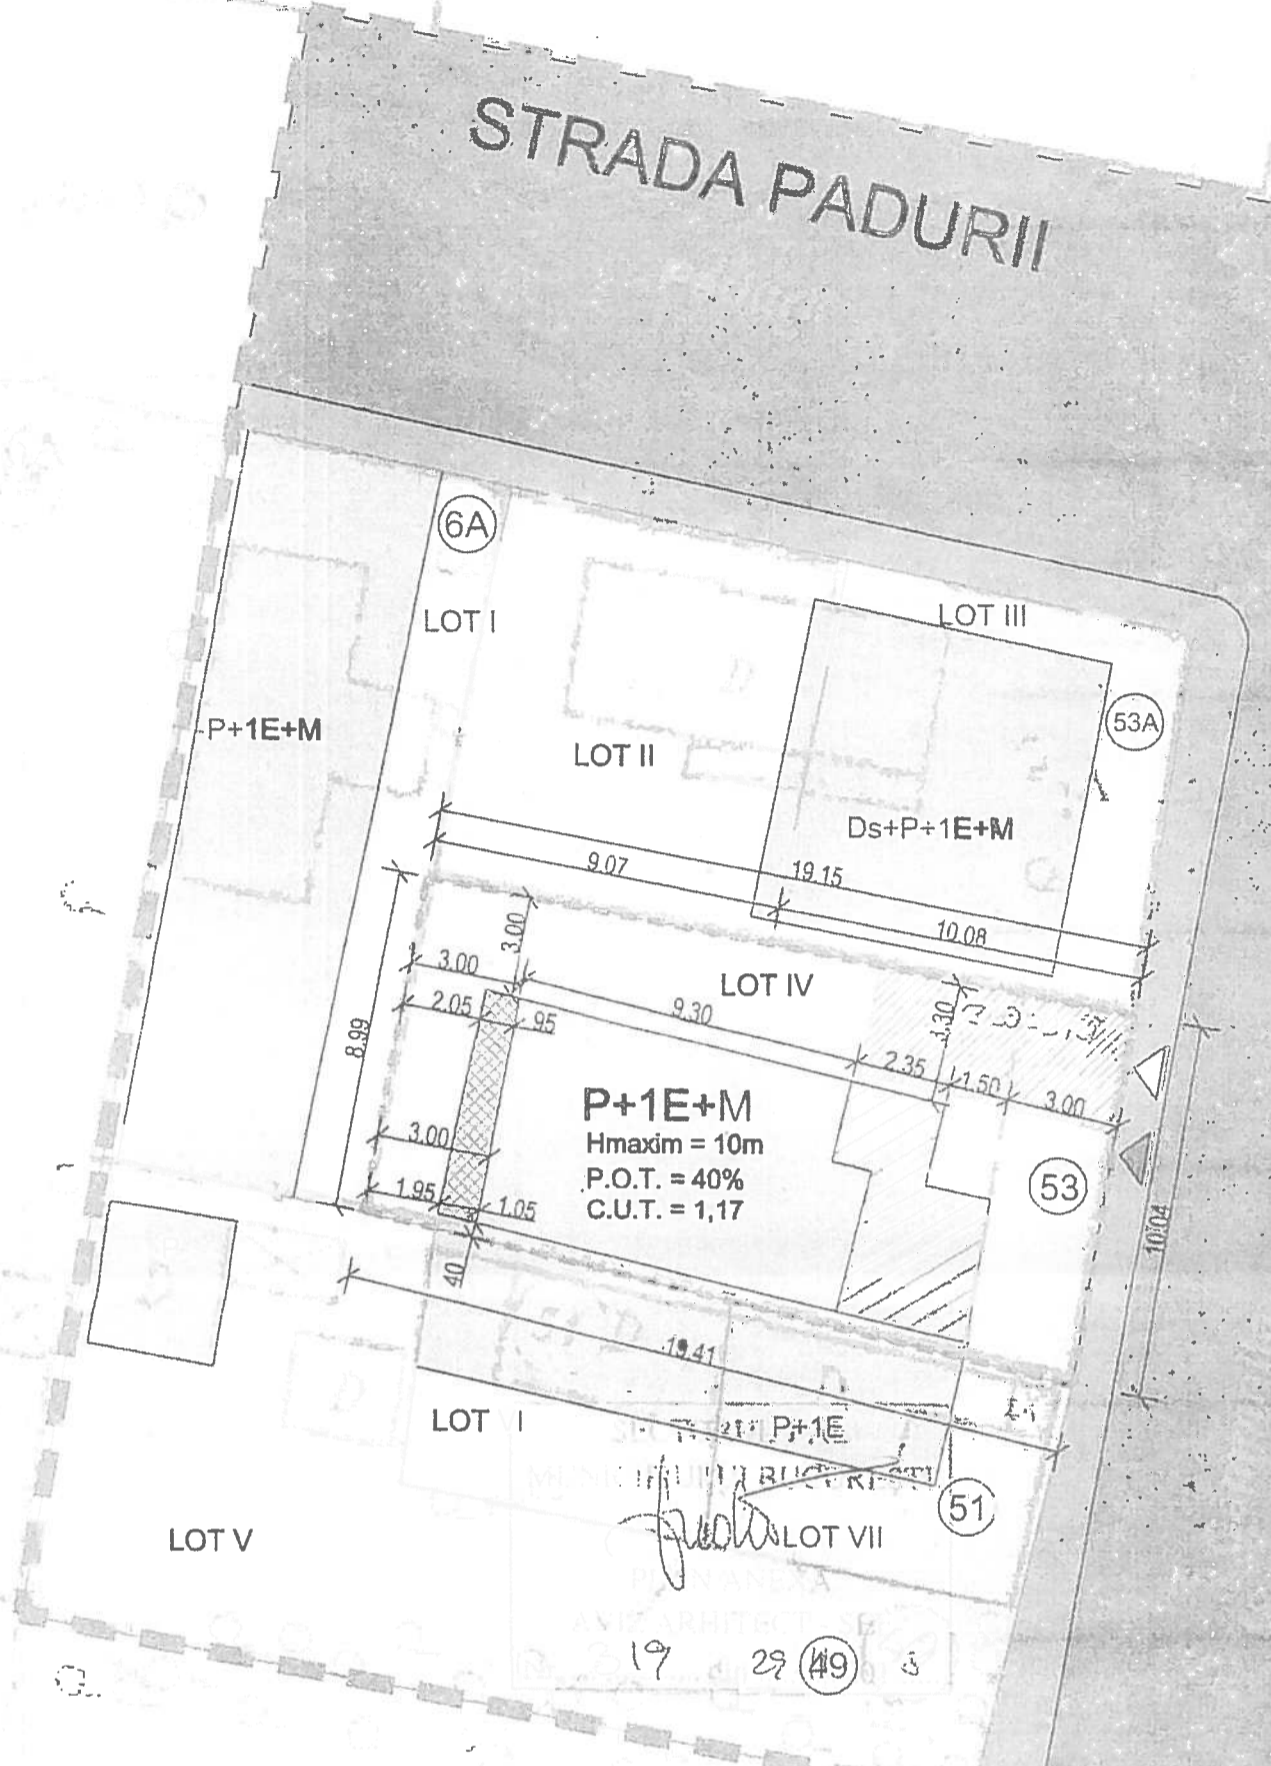 STRADA PADURII
6A
LOT I
LOT III
53A
P+1E+M
LOT II
Ds+P+1E+M
9.07
19.15
10.08
3.00
3.00
LOT IV
9.30
3.30
2.05
.95
8.99
2.35
1.50
3.00
P+1E+M
Hmaxim = 10m
P.O.T. = 40%
C.U.T. = 1,17
3.00
53
1.95
1.05
10.04
40
19.41
LOT I
P+1E
BUCURESTI
51
LOT V
LOT VII
PLAN ANEXA
19
29
49